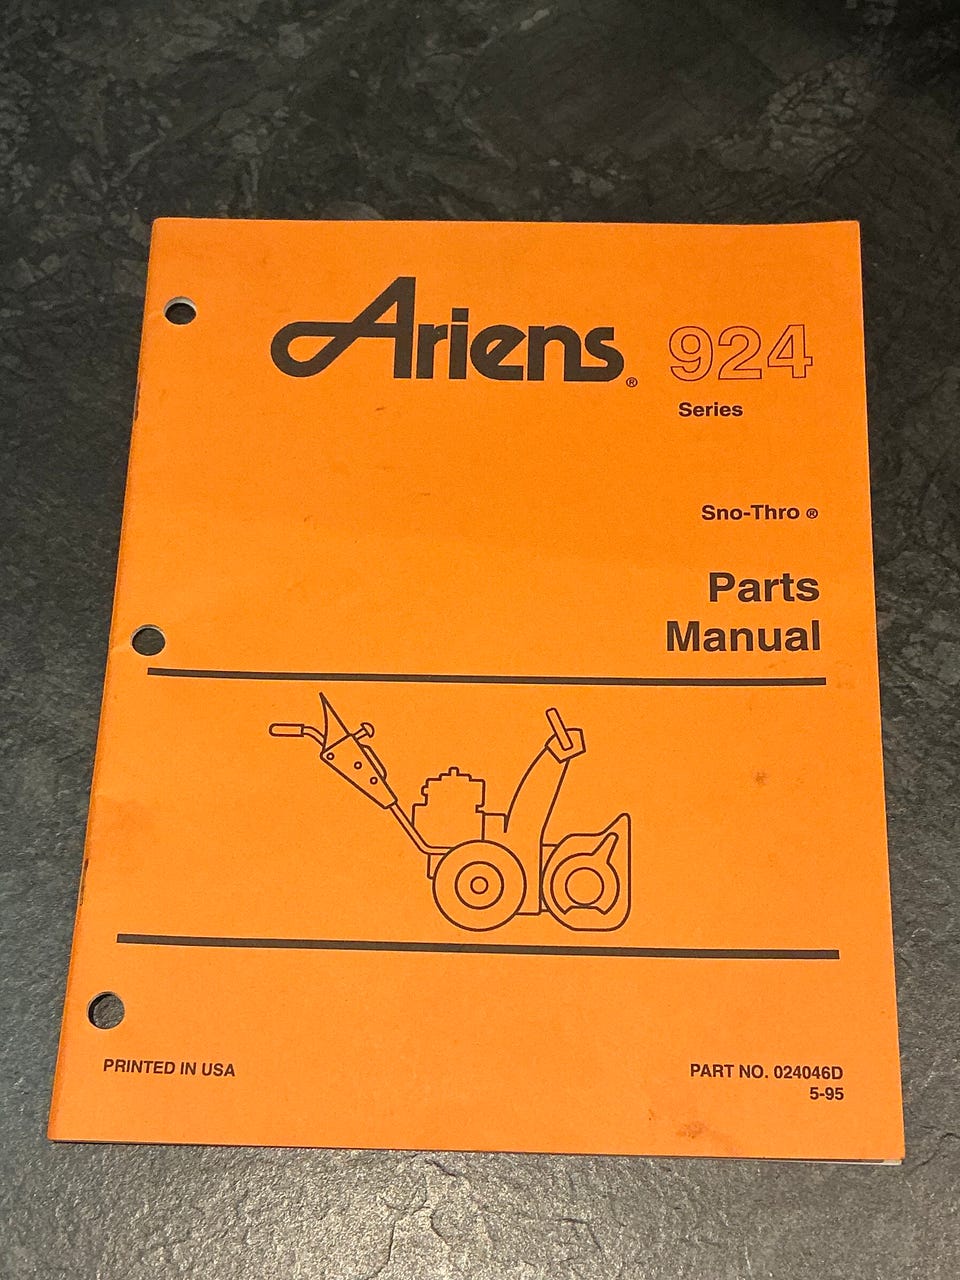 Ariens® 924
Series
Sno-Thro ®
Parts
Manual
PRINTED IN USA
PART NO. 024046D
5-95